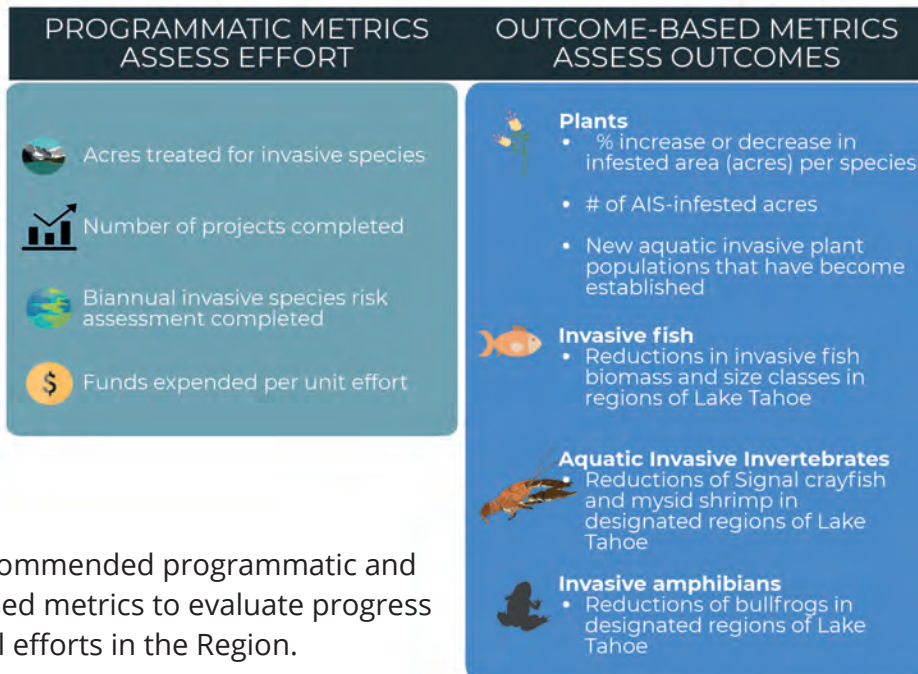 PROGRAMMATIC METRICS
ASSESS EFFORT
Acres treated for invasive species
Number of projects completed
Biannual invasive species risk
assessment completed
$
Funds expended per unit effort
OUTCOME-BASED METRICS
ASSESS OUTCOMES
Plants
• % increase or decrease in
infested area (acres) per species
• # of AIS-infested acres
• New aquatic invasive plant
populations that have become
established
Invasive fish
• Reductions in invasive fish
biomass and size classes in
regions of Lake Tahoe
Aquatic Invasive Invertebrates
• Reductions of Signal crayfish
and mysid shrimp in
designated regions of Lake
Tahoe
Invasive amphibians
• Reductions of bullfrogs in
designated regions of Lake
Tahoe
ommended programmatic and
sed metrics to evaluate progress
l efforts in the Region.